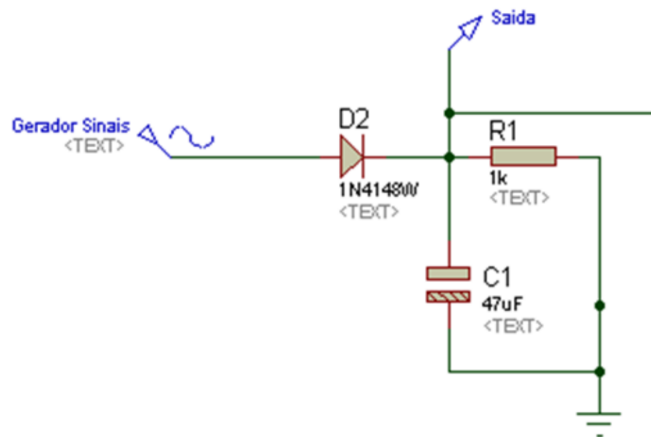 Saida
Gerador Sinais
<TEXT>
D2
1N4148W
<TEXT>
R1
1k
<TEXT>
C1
47uF
<TEXT>